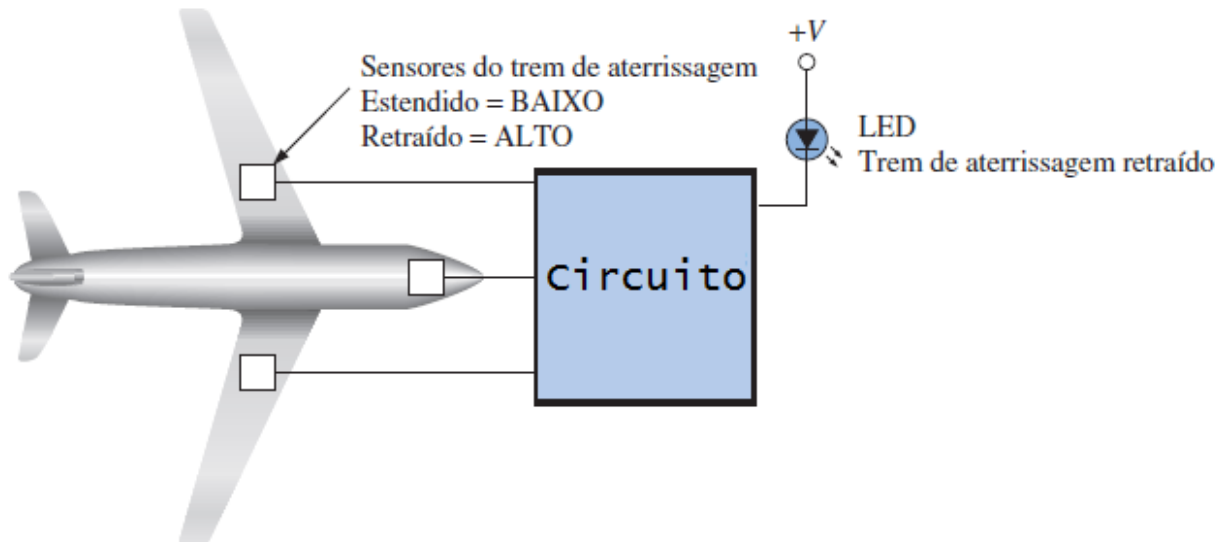 +V
Sensores do trem de aterrissagem
Estendido = BAIXO
Retraído = ALTO
LED
Trem de aterrissagem retraído
Circuito